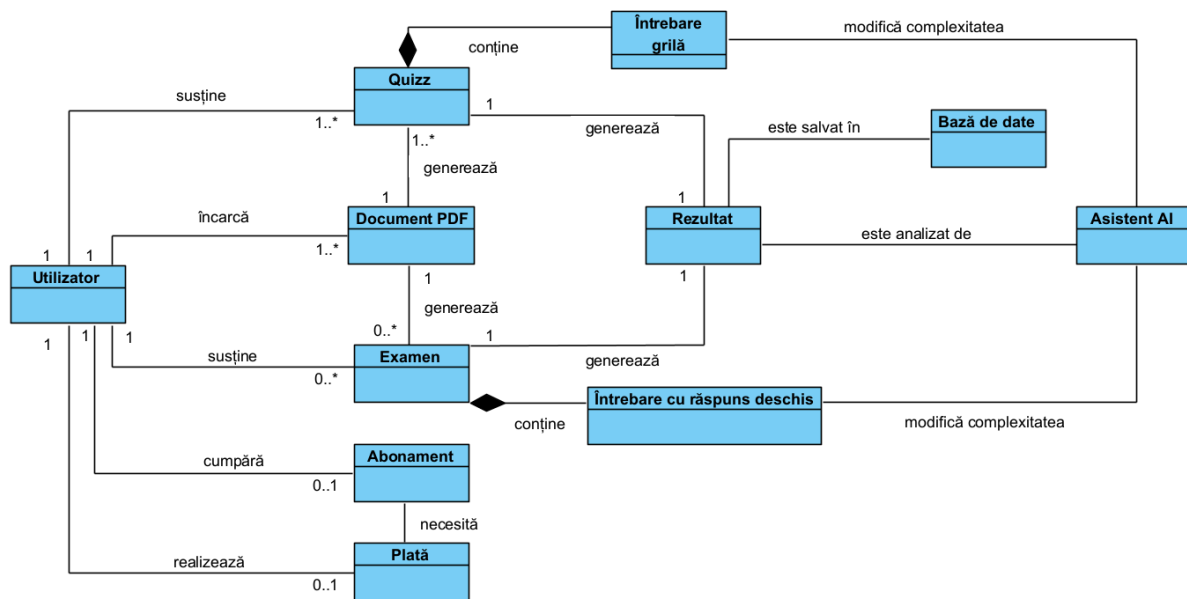 Întrebare
grilă
modifică complexitatea
conține
Quizz
susține
1..*
1
generează
Bază de date
este salvat în
1..*
generează
1
1
încarcă
Document PDF
Rezultat
Asistent AI
1..*
este analizat de
1
1
Utilizator
1
1
generează
1
1
1
0..*
1
Examen
susține
0..*
generează
Întrebare cu răspuns deschis
conține
modifică complexitatea
Abonament
cumpără
0..1
necesită
Plată
realizează
0..1